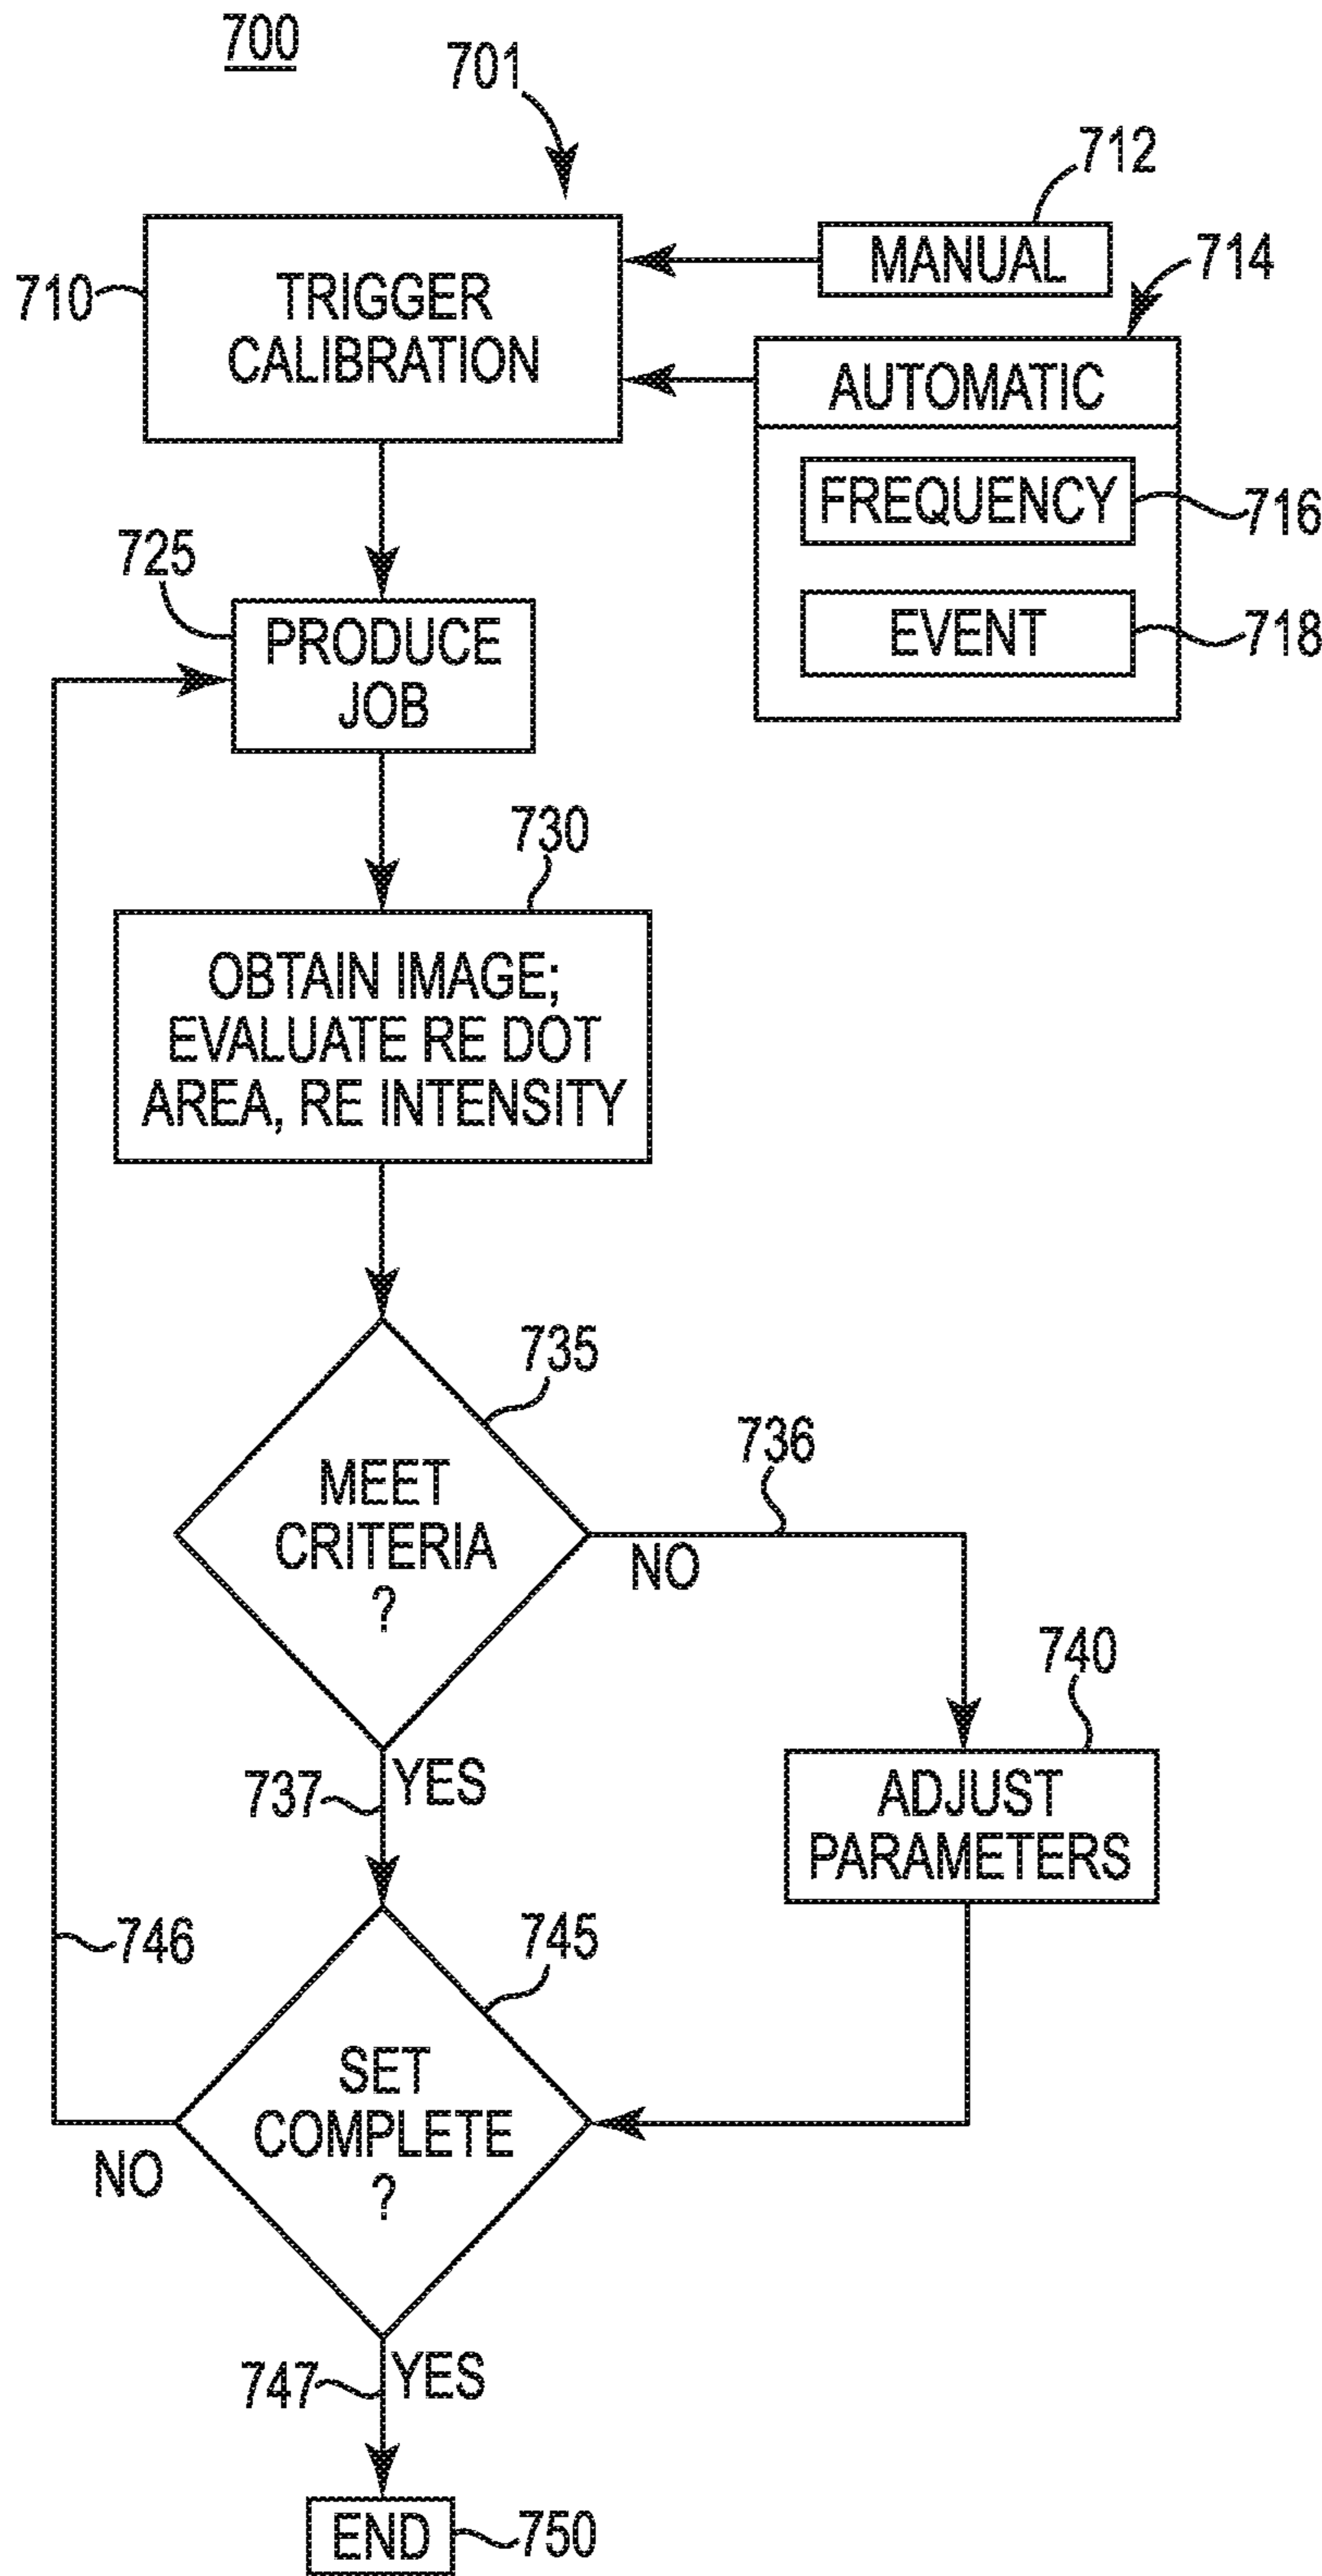 700
701
712
MANUAL
714
710
TRIGGER
CALIBRATION
AUTOMATIC
FREQUENCY
716
EVENT
718
725
PRODUCE
JOB
730
OBTAIN IMAGE;
EVALUATE RE DOT
AREA, RE INTENSITY
735
MEET
CRITERIA
?
736
NO
740
ADJUST
PARAMETERS
737
YES
746
745
SET
COMPLETE
?
NO
747
YES
END
750